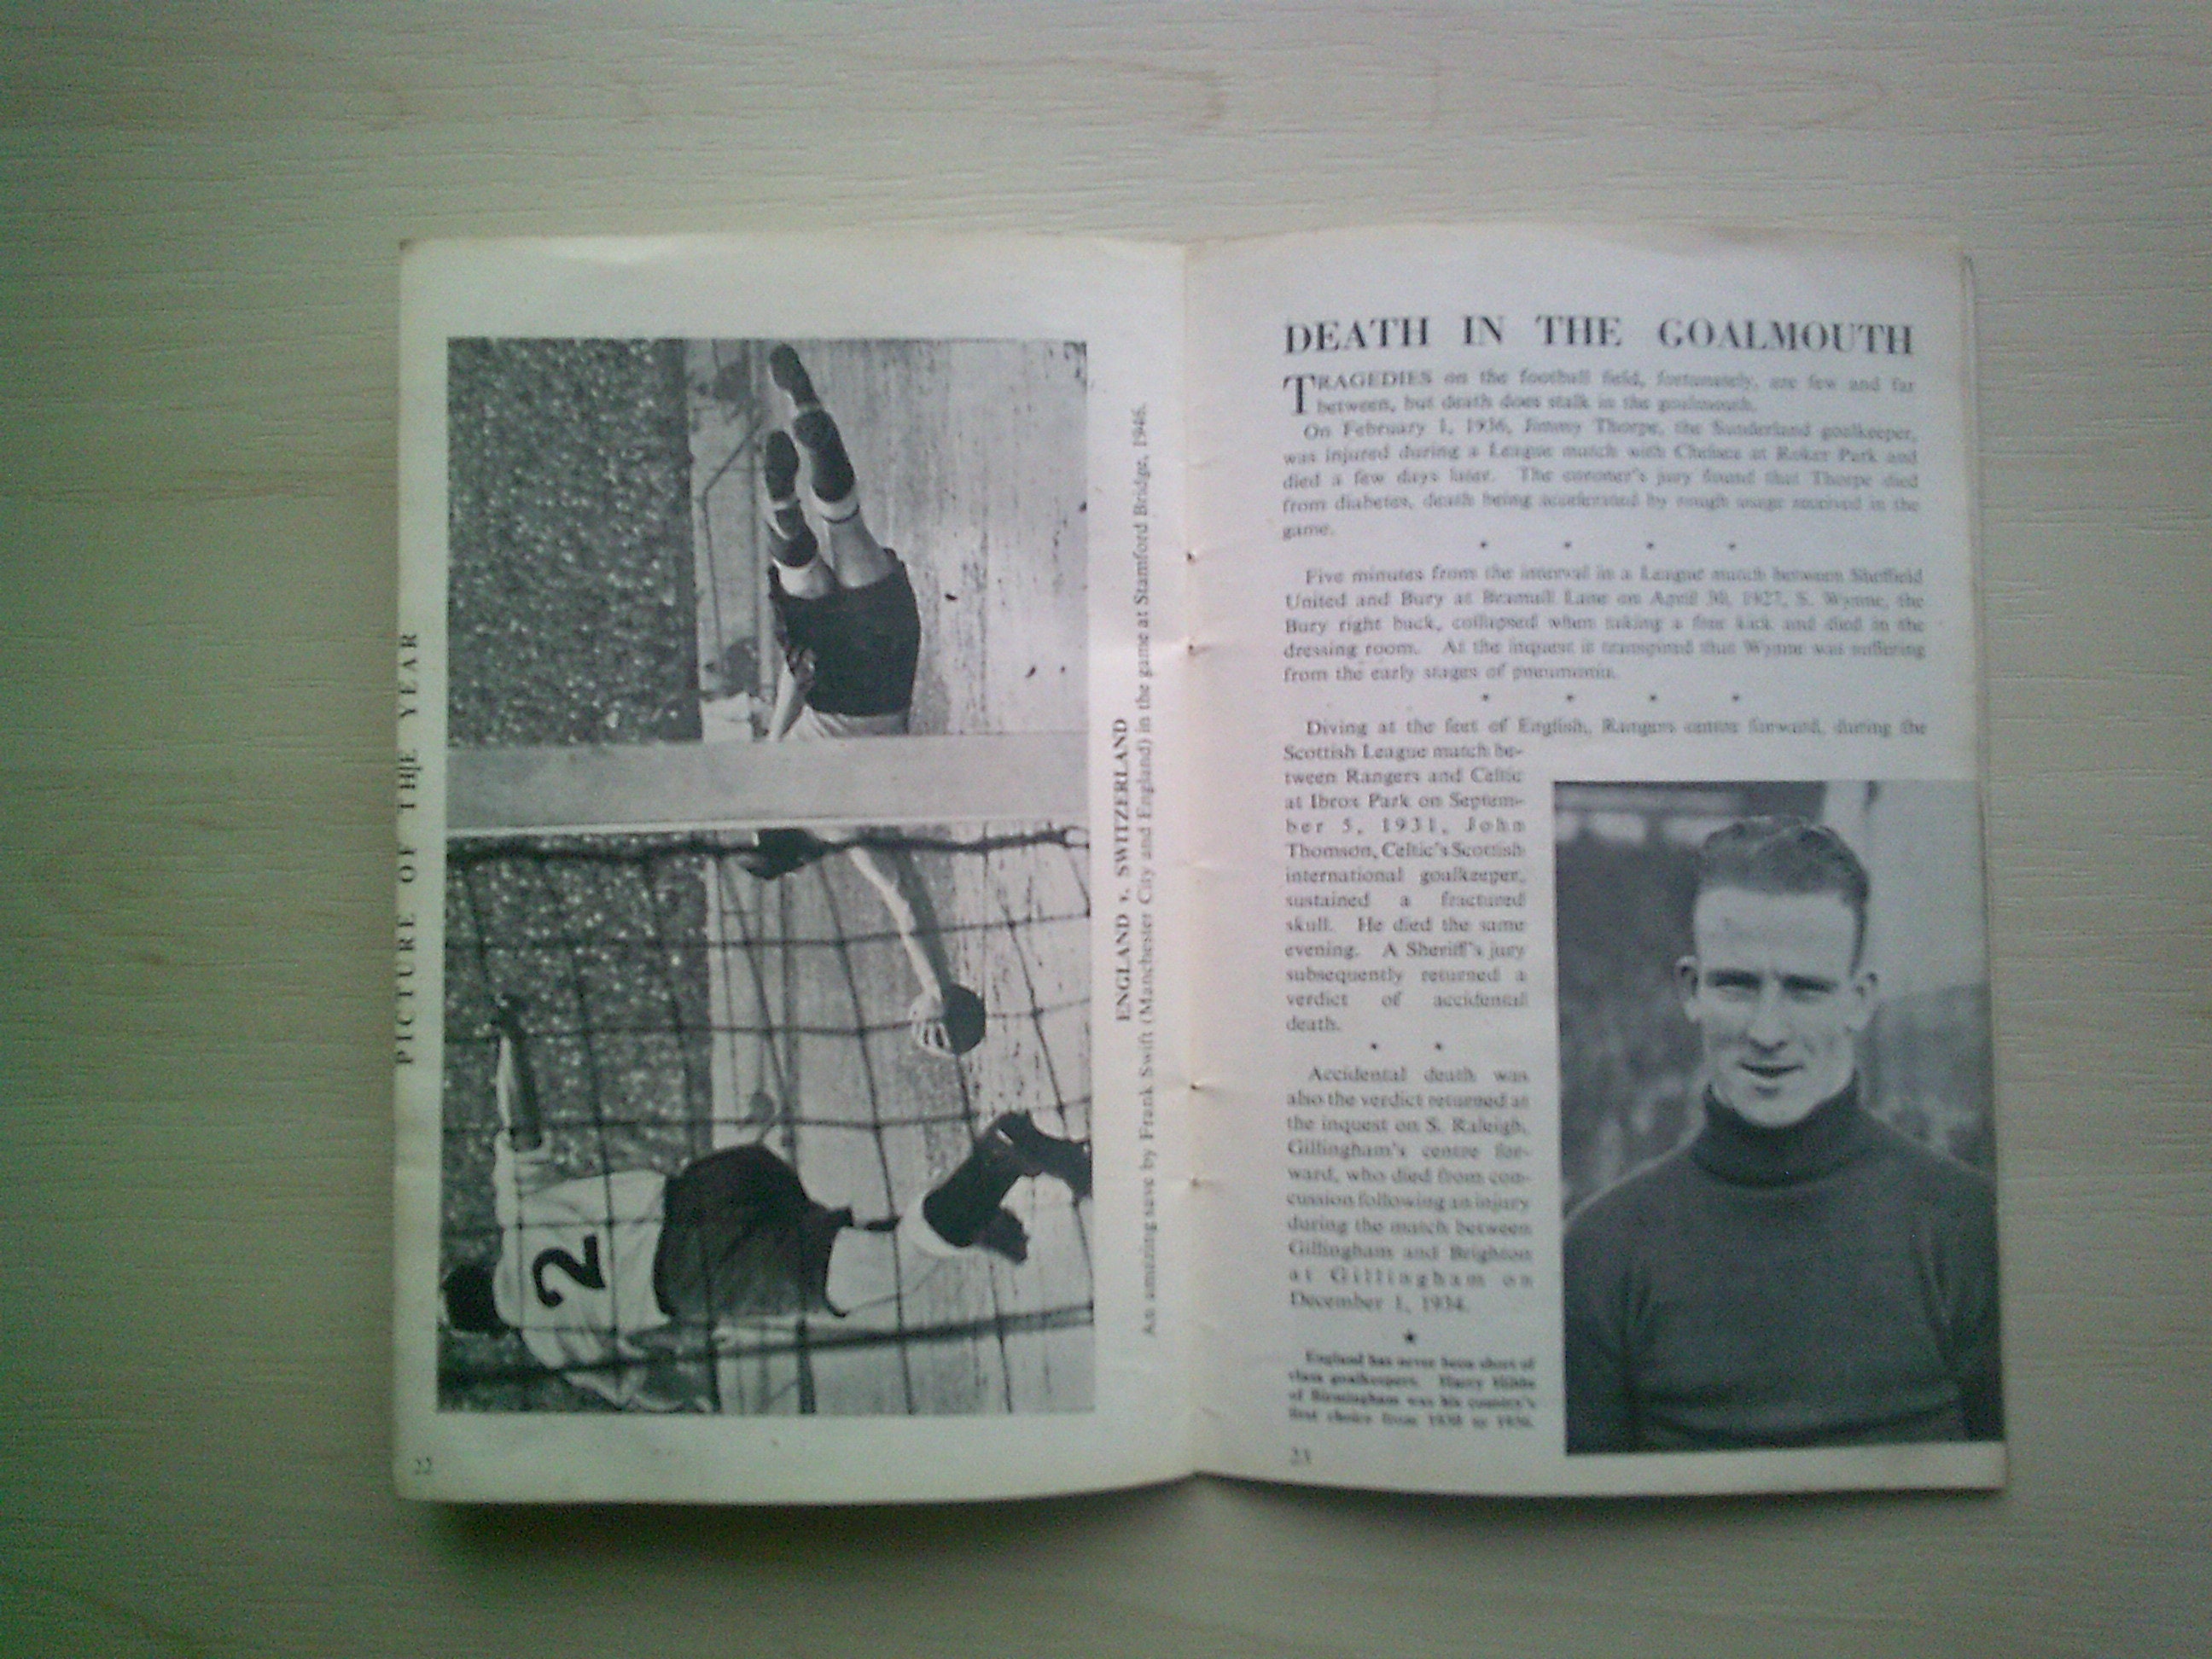 PICTURE OF THE YEAR
2
ENGLAND v. SWITZERLAND
An amazing save by Frank Swift (Manchester City and England) in the game at Stamford Bridge, 1946.
22
DEATH IN THE GOALMOUTH
TRAGEDIES on the football field, fortunately, are few and far
between, but death does stalk in the goalmouth.
On February 1, 1936, Jimmy Thorpe, the Sunderland goalkeeper,
was injured during a League match with Chelsea at Roker Park and
died a few days later. The coroner's jury found that Thorpe died
from diabetes, death being accelerated by rough usage received in the
game.
Five minutes from the interval in a League match between Sheffield
United and Bury at Bramall Lane on April 30, 1927, S. Wynne, the
Bury right back, collapsed when taking a free kick and died in the
dressing room. At the inquest it transpired that Wynne was suffering
from the early stages of pneumonia.
Diving at the feet of English, Rangers centre forward, during the
Scottish League match be-
tween Rangers and Celtic
at Ibrox Park on Septem-
ber 5, 1931, John
Thomson, Celtic's Scottish
international goalkeeper,
sustained a fractured
skull. He died the same
evening. A Sheriff's jury
subsequently returned a
verdict of accidental
death.
Accidental death was
also the verdict returned at
the inquest on S. Raleigh,
Gillingham's centre for-
ward, who died from con-
cussion following an injury
during the match between
Gillingham and Brighton
at Gillingham on
December 1, 1934.
England has never been short of
class goalkeepers. Harry Hibbs
of Birmingham was his country's
first choice from 1930 to 1936.
23